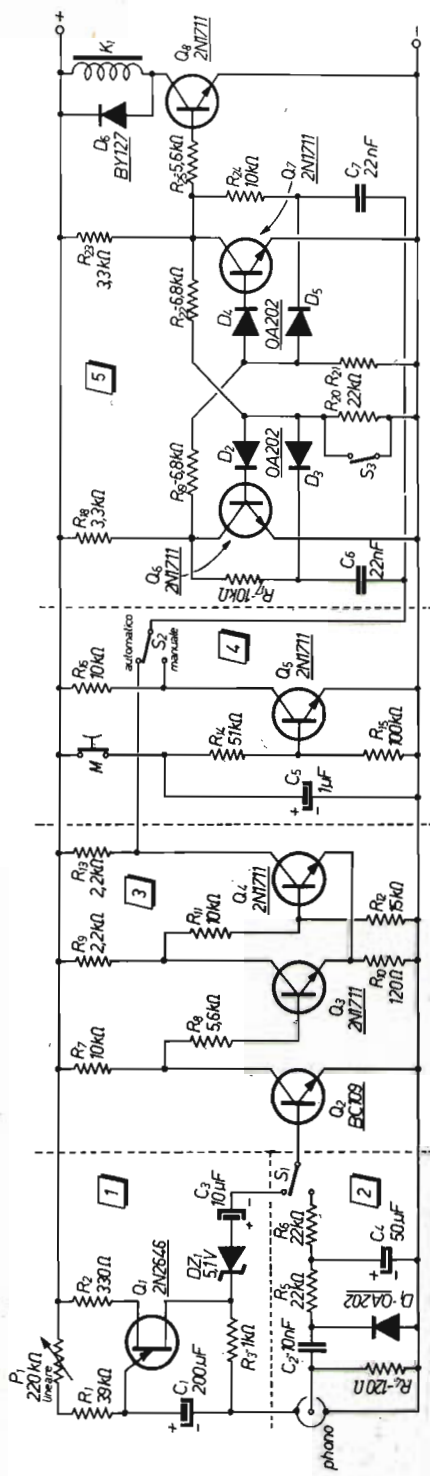 +
P1
220kΩ
lineare
R1
39kΩ
R2
330Ω
Q1
2N2646
C1
200µF
+
-
R3-1kΩ
DZ1
5,1V
C3
10µF
-
+
1
S1
phono
R4-120Ω
C2-10nF
R5
22kΩ
R6
22kΩ
C4
50µF
+
-
D1-OA202
2
R7
10kΩ
R8
5,6kΩ
Q2
BC109
R9
2,2kΩ
R11
10kΩ
Q3
2N1711
R10
120Ω
R13
2,2kΩ
3
Q4
2N1711
R12
15kΩ
M
R16
10kΩ
automatico
S2
manuale
4
R14
51kΩ
C5
1µF
+
-
R15
100kΩ
Q5
2N1711
R18
3,3kΩ
5
R19-6,8kΩ
Q6
2N1711
R17-10kΩ
C6
22nF
D2
OA202
D3
S3
R20
R21
22kΩ
R22-6,8kΩ
R23
3,3kΩ
D4
OA202
D5
Q7
2N1711
R24
10kΩ
C7
22nF
R25-5,6kΩ
D6
BY127
K1
Q8
2N1711
-